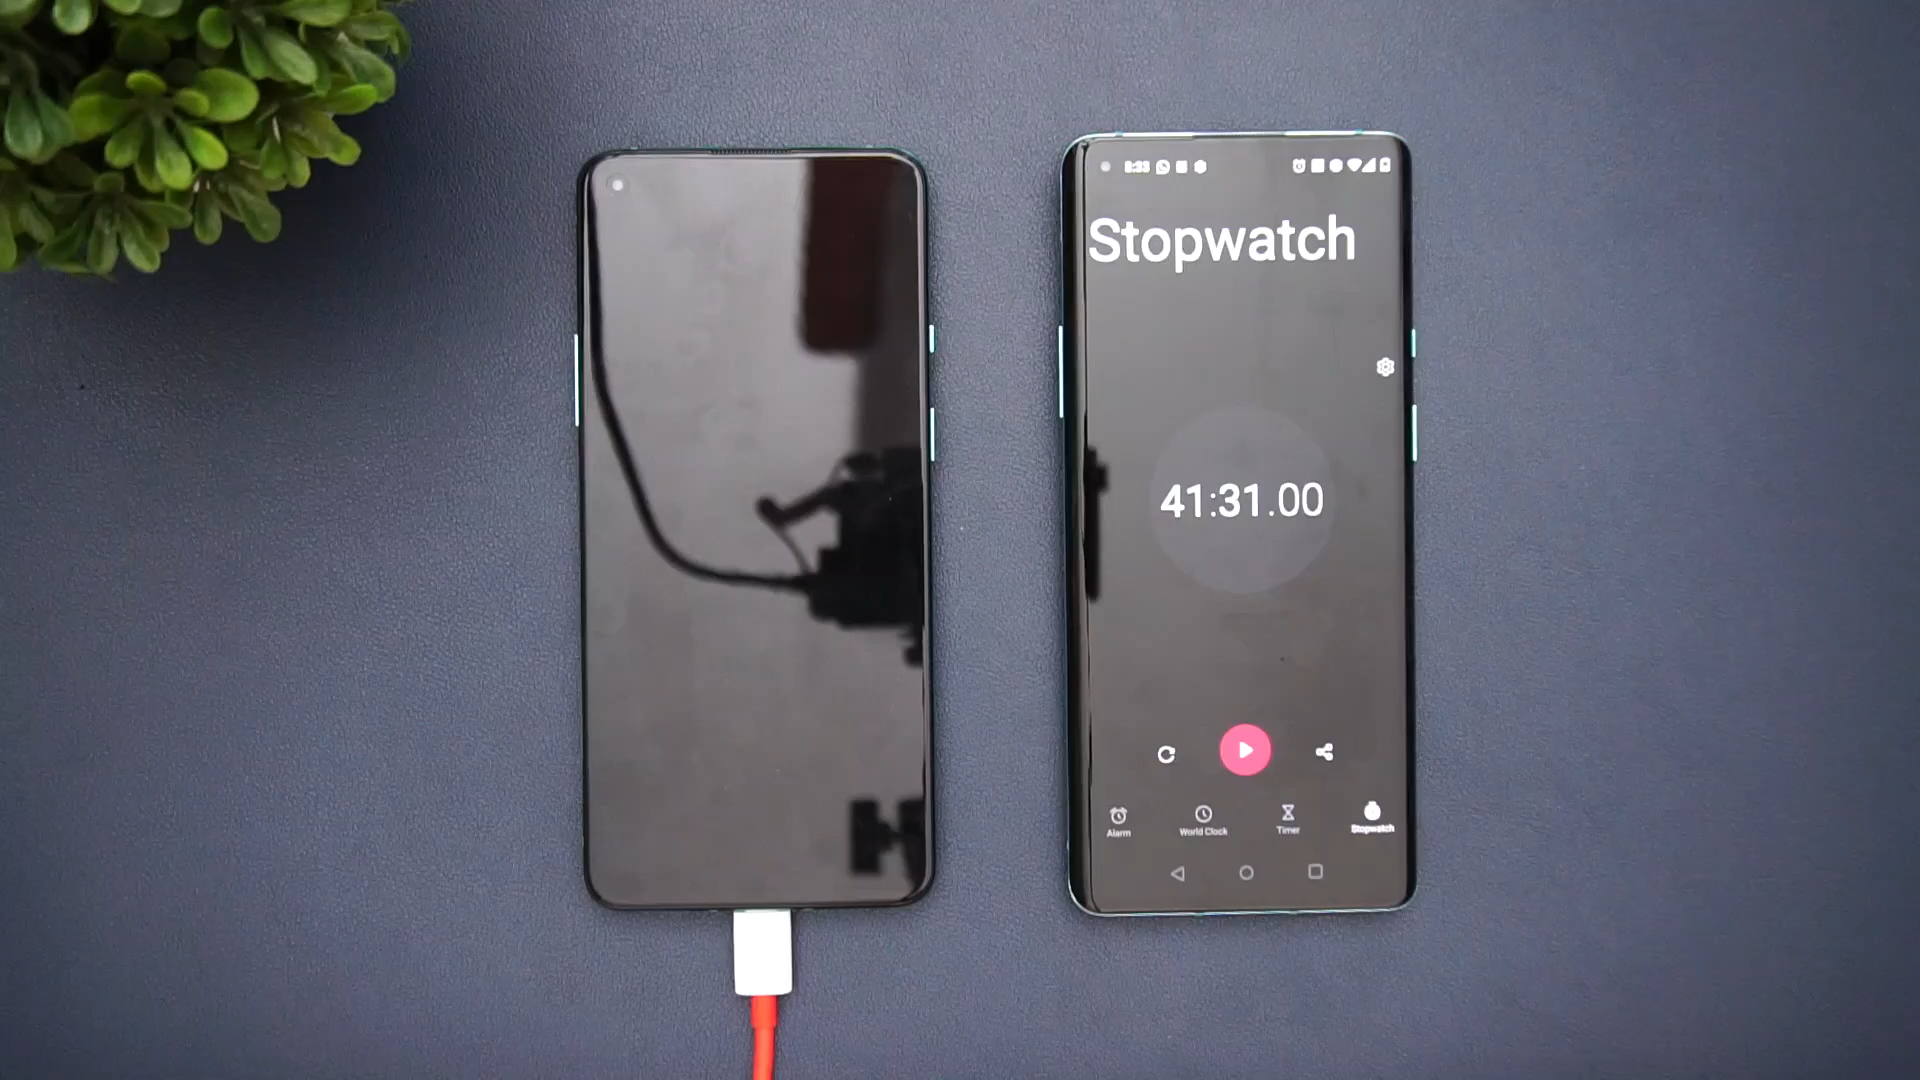 Stopwatch
41:31.00
Alarm
World Clock
Timer
Stopwatch